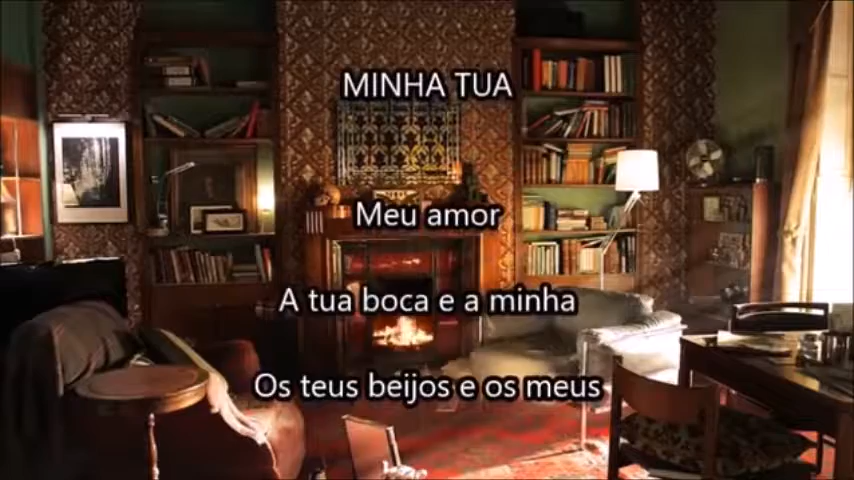 MINHA TUA
Meu amor
A tua boca e a minha
Os teus beijos e os meus